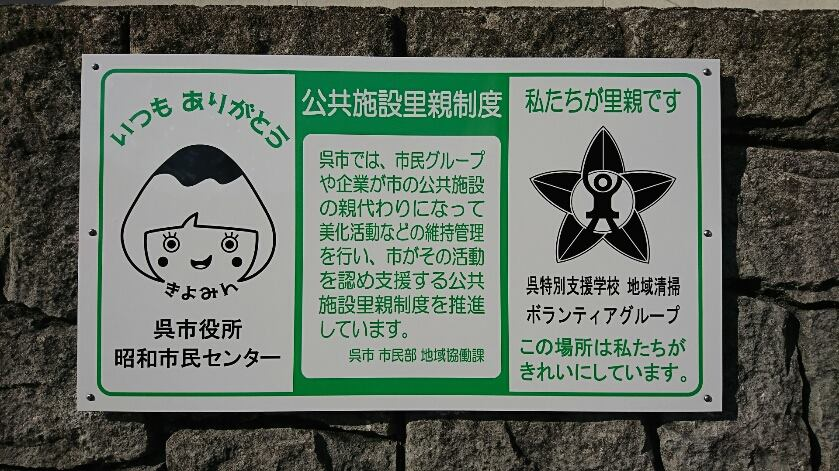 いつも ありがとう
きよみん
呉市役所
昭和市民センター
公共施設里親制度
呉市では、市民グループ
や企業が市の公共施設
の親代わりになって
美化活動などの維持管理
を行い、市がその活動
を認め支援する公共
施設里親制度を推進
しています。
呉市 市民部 地域協働課
私たちが里親です
呉特別支援学校 地域清掃
ボランティアグループ
この場所は私たちが
きれいにしています。